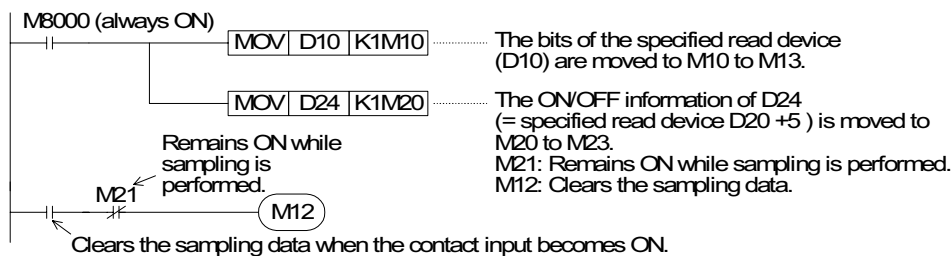 M8000 (always ON)
MOV D10 K1M10
The bits of the specified read device
(D10) are moved to M10 to M13.
MOV D24 K1M20
The ON/OFF information of D24
(= specified read device D20 +5 ) is moved to
M20 to M23.
M21: Remains ON while sampling is performed.
M12: Clears the sampling data.
Remains ON while
sampling is
performed.
M21
M12
Clears the sampling data when the contact input becomes ON.